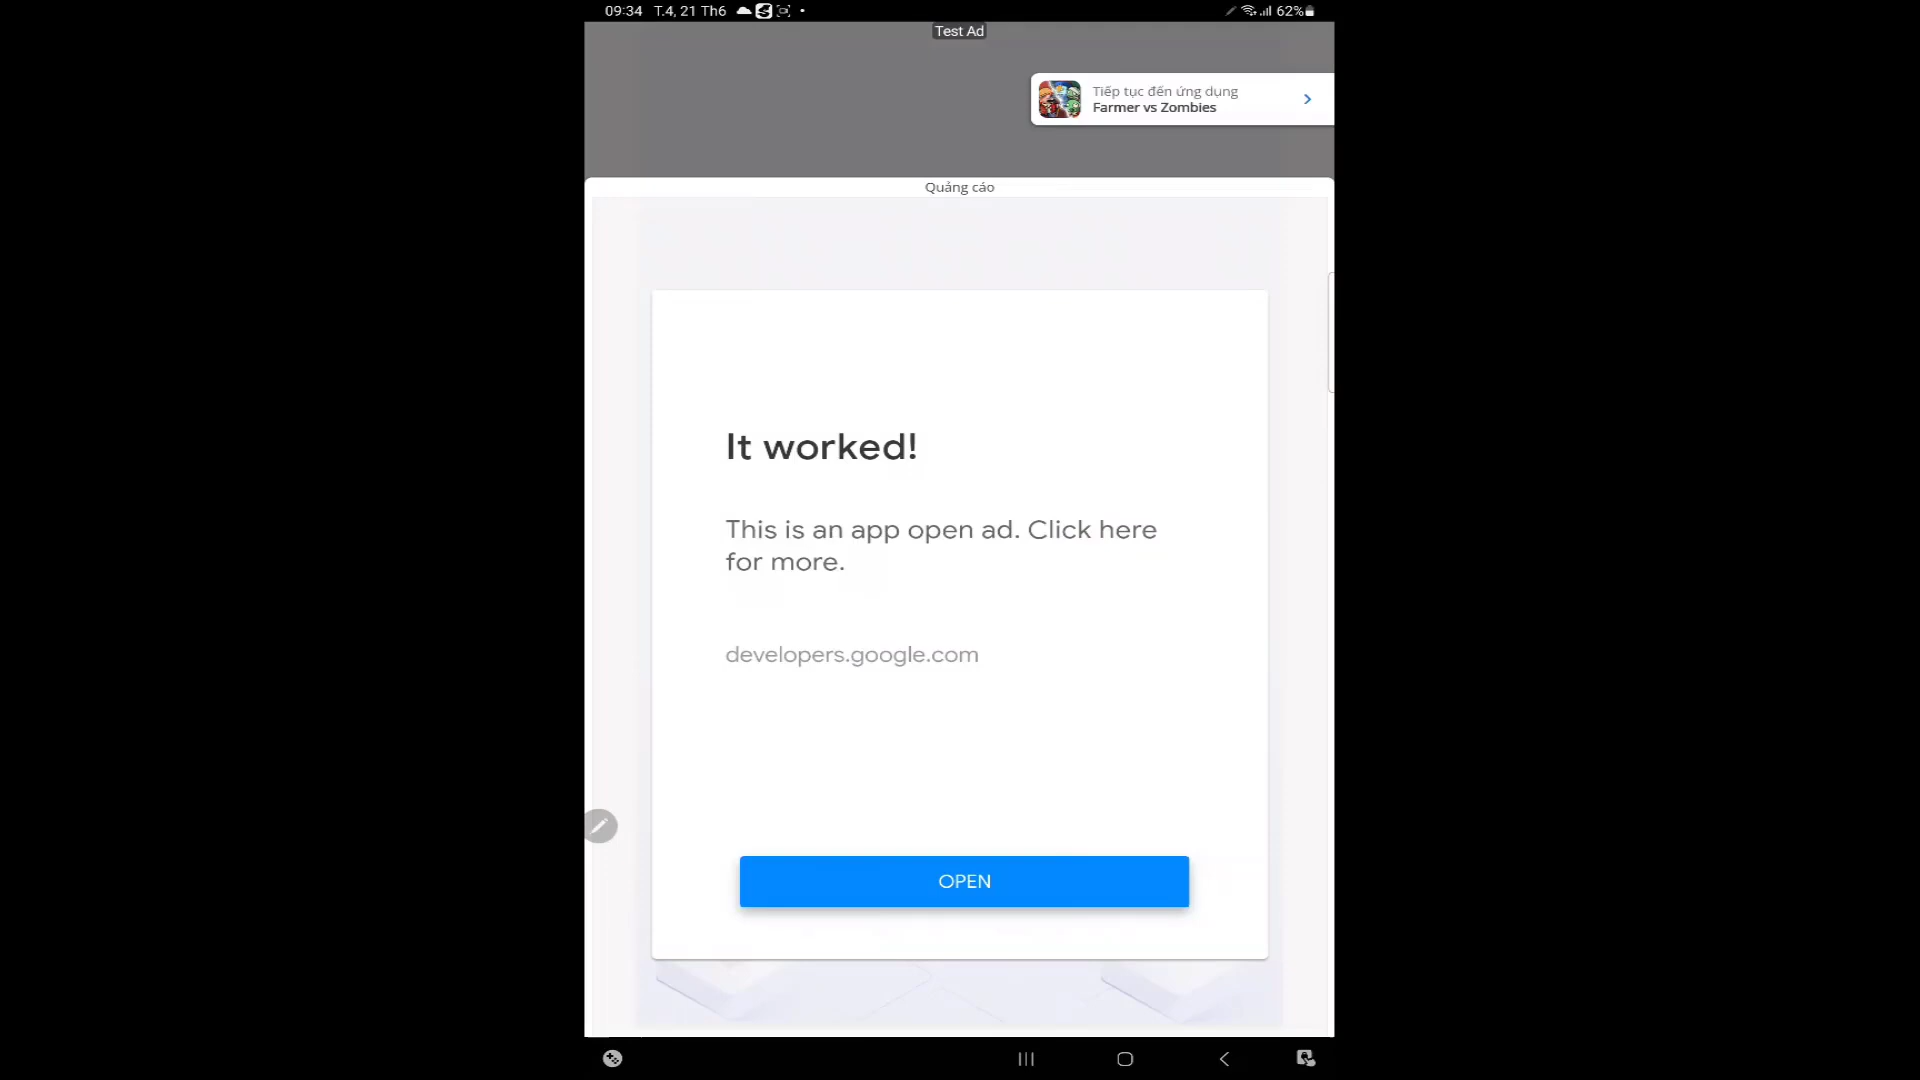 09:34 T.4, 21 Th6
62%
Test Ad
Tiếp tục đến ứng dụng
Farmer vs Zombies
Quảng cáo
It worked!
This is an app open ad. Click here
for more.
developers.google.com
OPEN